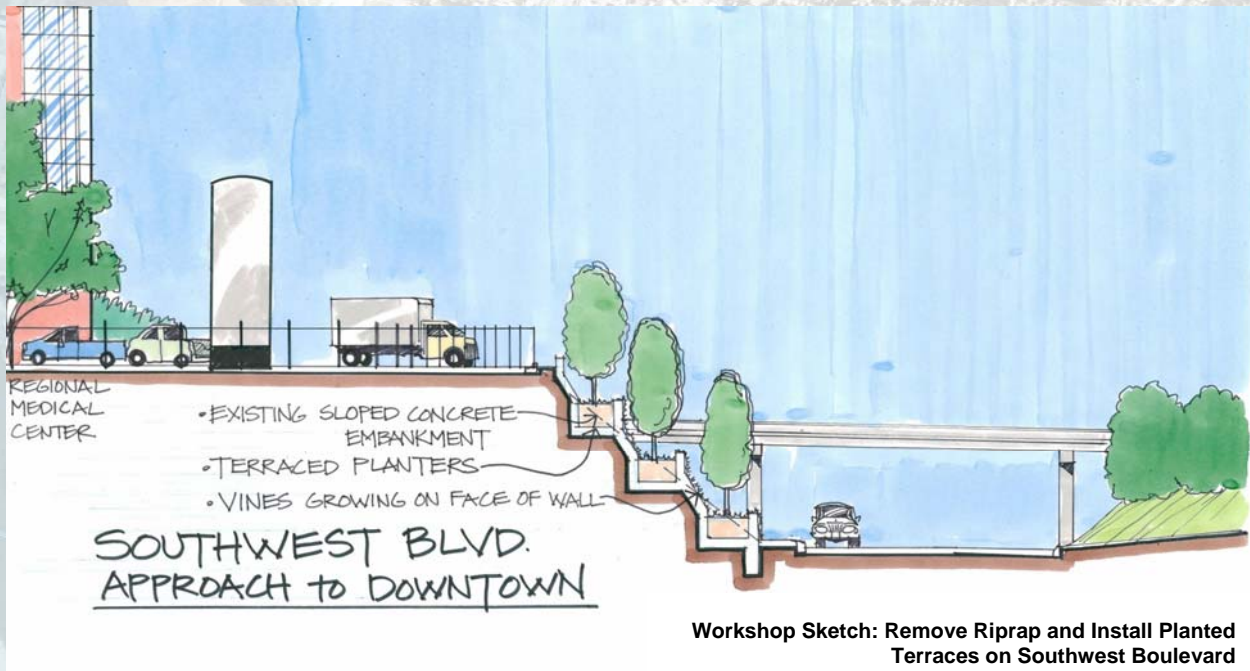 REGIONAL
MEDICAL
CENTER
• EXISTING SLOPED CONCRETE
EMBANKMENT
• TERRACED PLANTERS
• VINES GROWING ON FACE OF WALL
SOUTHWEST BLVD.
APPROACH to DOWNTOWN
Workshop Sketch: Remove Riprap and Install Planted
Terraces on Southwest Boulevard